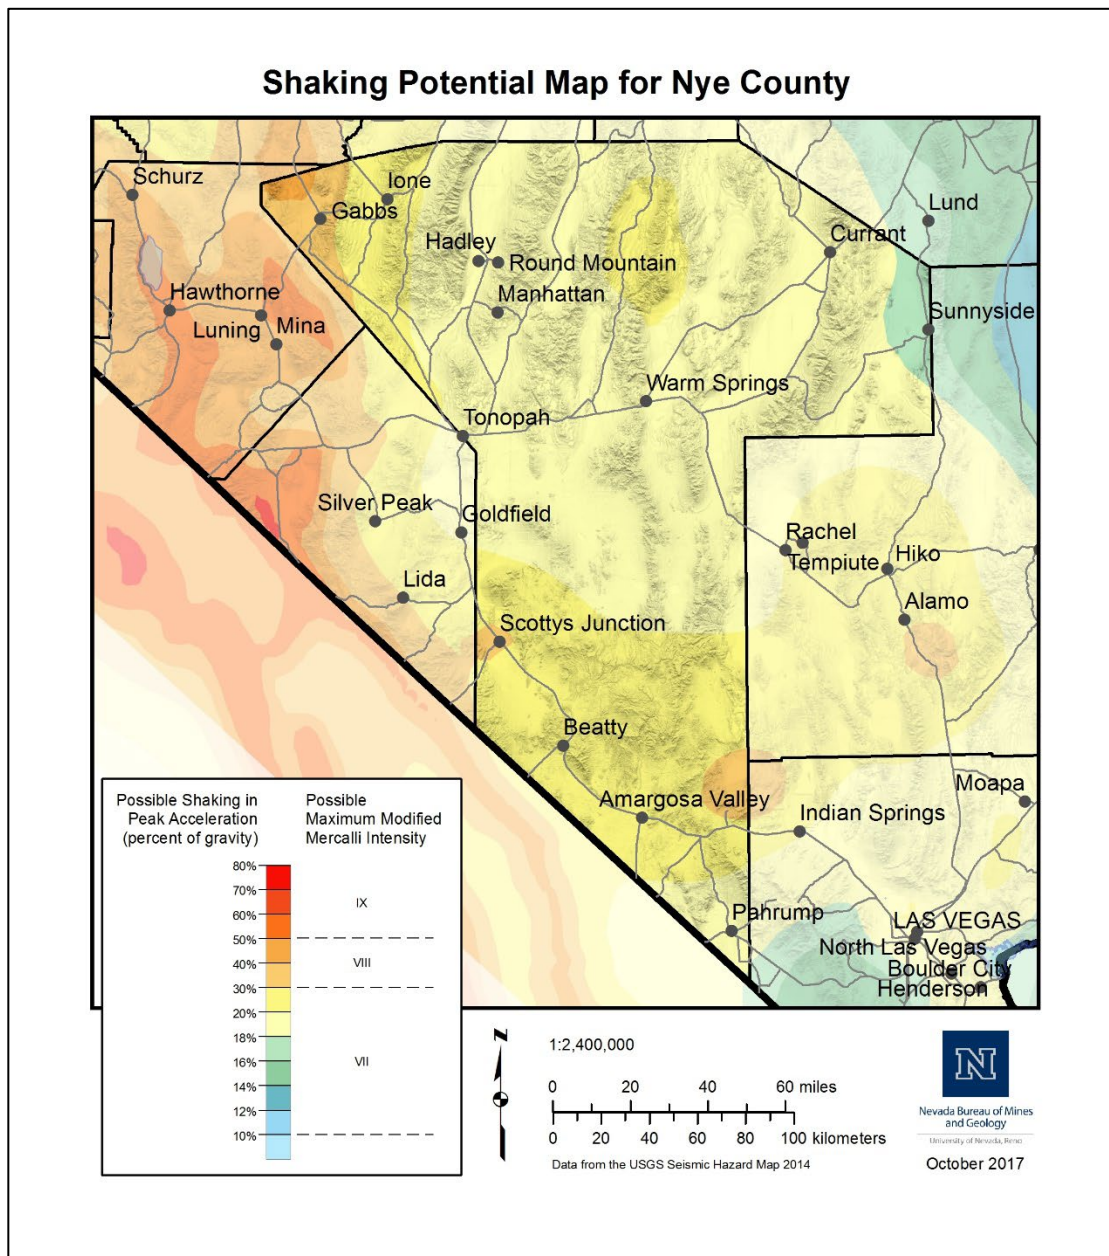 Shaking Potential Map for Nye County
Schurz
Ione
Gabbs
Lund
Currant
Hadley
Round Mountain
Manhattan
Hawthorne
Luning
Mina
Sunnyside
Warm Springs
Tonopah
Silver Peak
Goldfield
Rachel
Tempiute
Hiko
Lida
Alamo
Scottys Junction
Beatty
Amargosa Valley
Indian Springs
Moapa
Pahrump
LAS VEGAS
North Las Vegas
Boulder City
Henderson
Possible Shaking in
Peak Acceleration
(percent of gravity)
Possible
Maximum Modified
Mercalli Intensity
80%
70%
60%
IX
50%
40%
VIII
30%
20%
18%
16%
VII
14%
12%
10%
N
1:2,400,000
0 20 40 60 miles
0 20 40 60 80 100 kilometers
Data from the USGS Seismic Hazard Map 2014
N
Nevada Bureau of Mines
and Geology
University of Nevada, Reno
October 2017